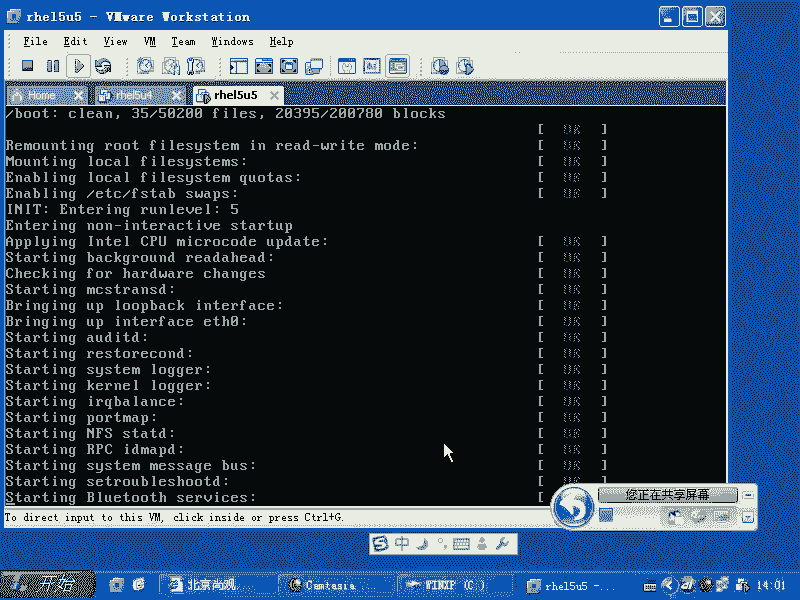 rhel5u5 - VMware Workstation
File Edit View VM Team Windows Help
Home rhel5u4 rhel5u5
/boot: clean, 35/50200 files, 20395/200780 blocks
[ OK ]
Remounting root filesystem in read-write mode: [ OK ]
Mounting local filesystems: [ OK ]
Enabling local filesystem quotas: [ OK ]
Enabling /etc/fstab swaps: [ OK ]
INIT: Entering runlevel: 5
Entering non-interactive startup
Applying Intel CPU microcode update: [ OK ]
Starting background readahead: [ OK ]
Checking for hardware changes [ OK ]
Starting mcstransd: [ OK ]
Bringing up loopback interface: [ OK ]
Bringing up interface eth0: [ OK ]
Starting auditd: [ OK ]
Starting restorecond: [ OK ]
Starting system logger: [ OK ]
Starting kernel logger: [ OK ]
Starting irqbalance: [ OK ]
Starting portmap: [ OK ]
Starting NFS statd: [ OK ]
Starting RPC idmapd: [ OK ]
Starting system message bus: [ OK ]
Starting setroubleshootd: [ OK ]
Starting Bluetooth services: [
您正在共享屏幕
To direct input to this VM, click inside or press Ctrl+G.
中
开始 北京尚观 Camtasia WINXP (C:) rhel5u5 -... 14:01